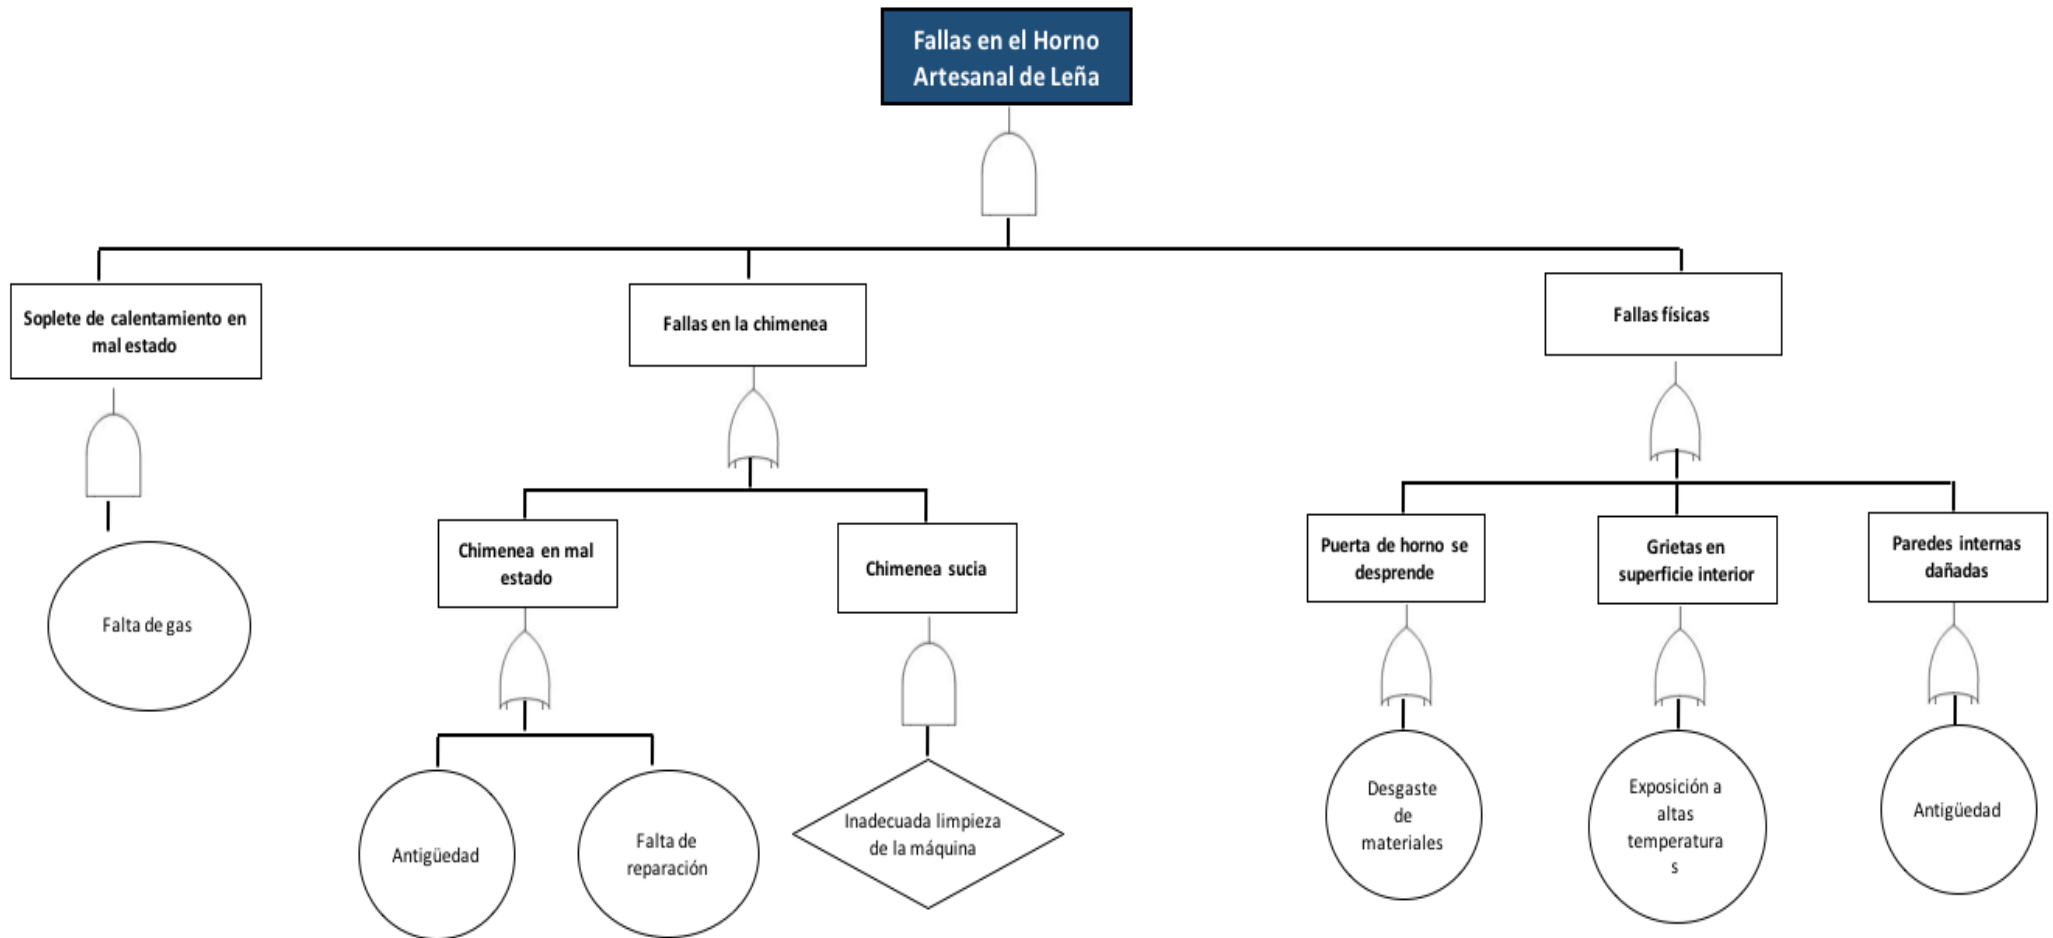 Fallas en el Horno
Artesanal de Leña
Soplete de calentamiento en
mal estado
Fallas en la chimenea
Fallas físicas
Chimenea en mal
estado
Chimenea sucia
Puerta de horno se
desprende
Grietas en
superficie interior
Paredes internas
dañadas
Falta de gas
Antigüedad
Falta de
reparación
Inadecuada limpieza
de la máquina
Desgaste
de
materiales
Exposición a
altas
temperatura
s
Antigüedad